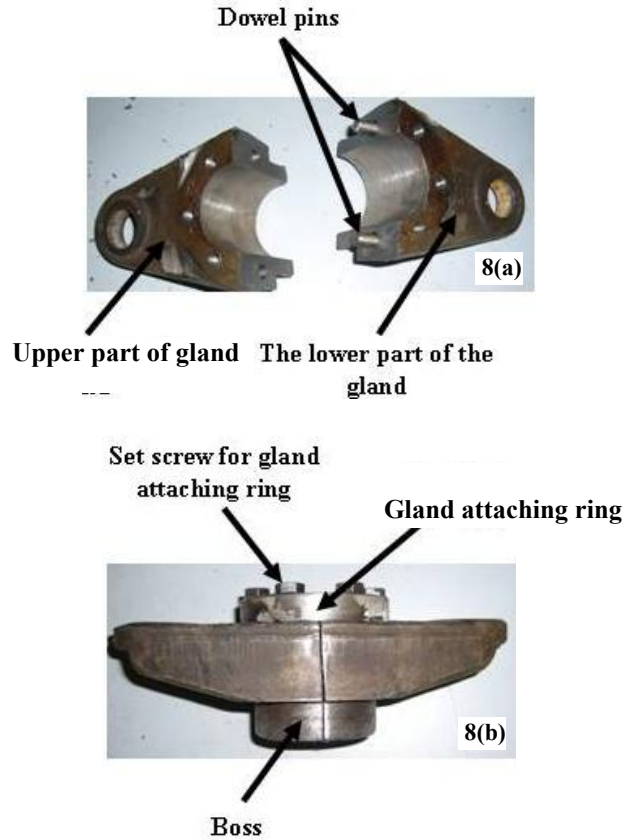 Dowel pins
8(a)
Upper part of gland
The lower part of the
gland
Set screw for gland
attaching ring
Gland attaching ring
8(b)
Boss